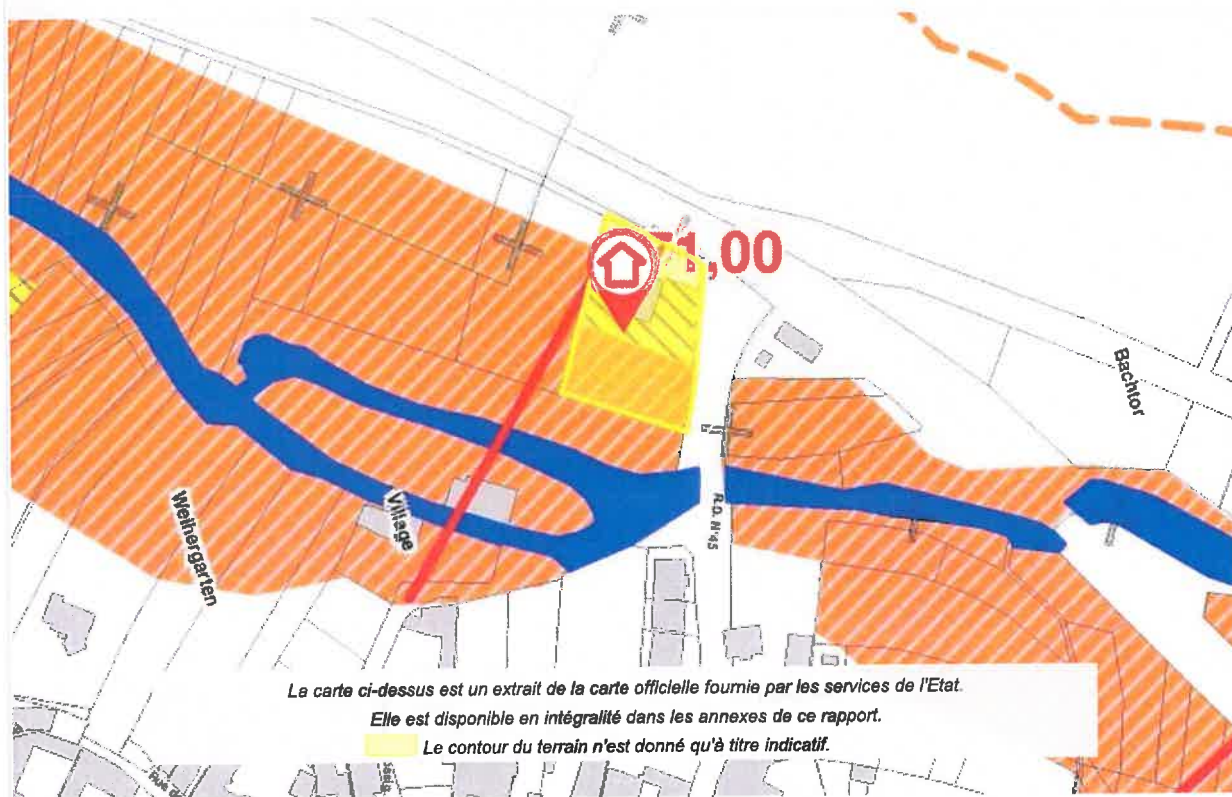 1,00
Bachtor
Weihergarten
Village
R.D. N°45
La carte ci-dessus est un extrait de la carte officielle fournie par les services de l'Etat.
Elle est disponible en intégralité dans les annexes de ce rapport.
Le contour du terrain n'est donné qu'à titre indicatif.
Rue